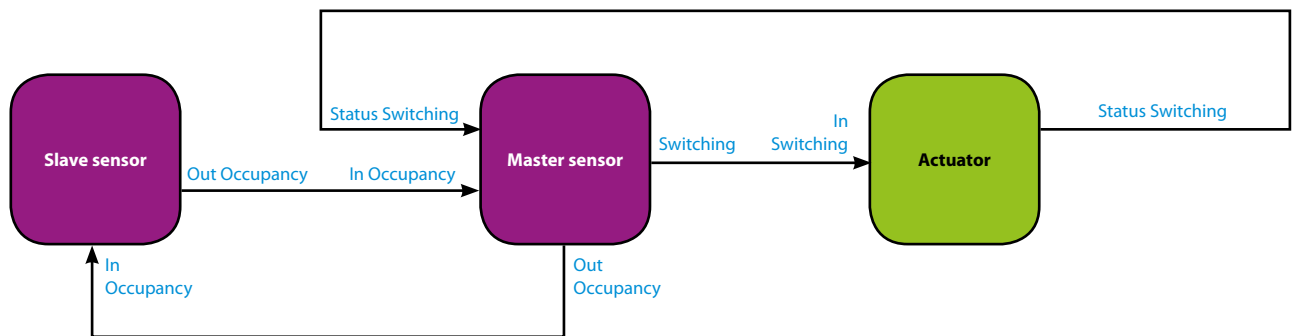 Status Switching
Status Switching
Slave sensor
Master sensor
Switching
In
Switching
Actuator
Out Occupancy
In Occupancy
In
Occupancy
Out
Occupancy